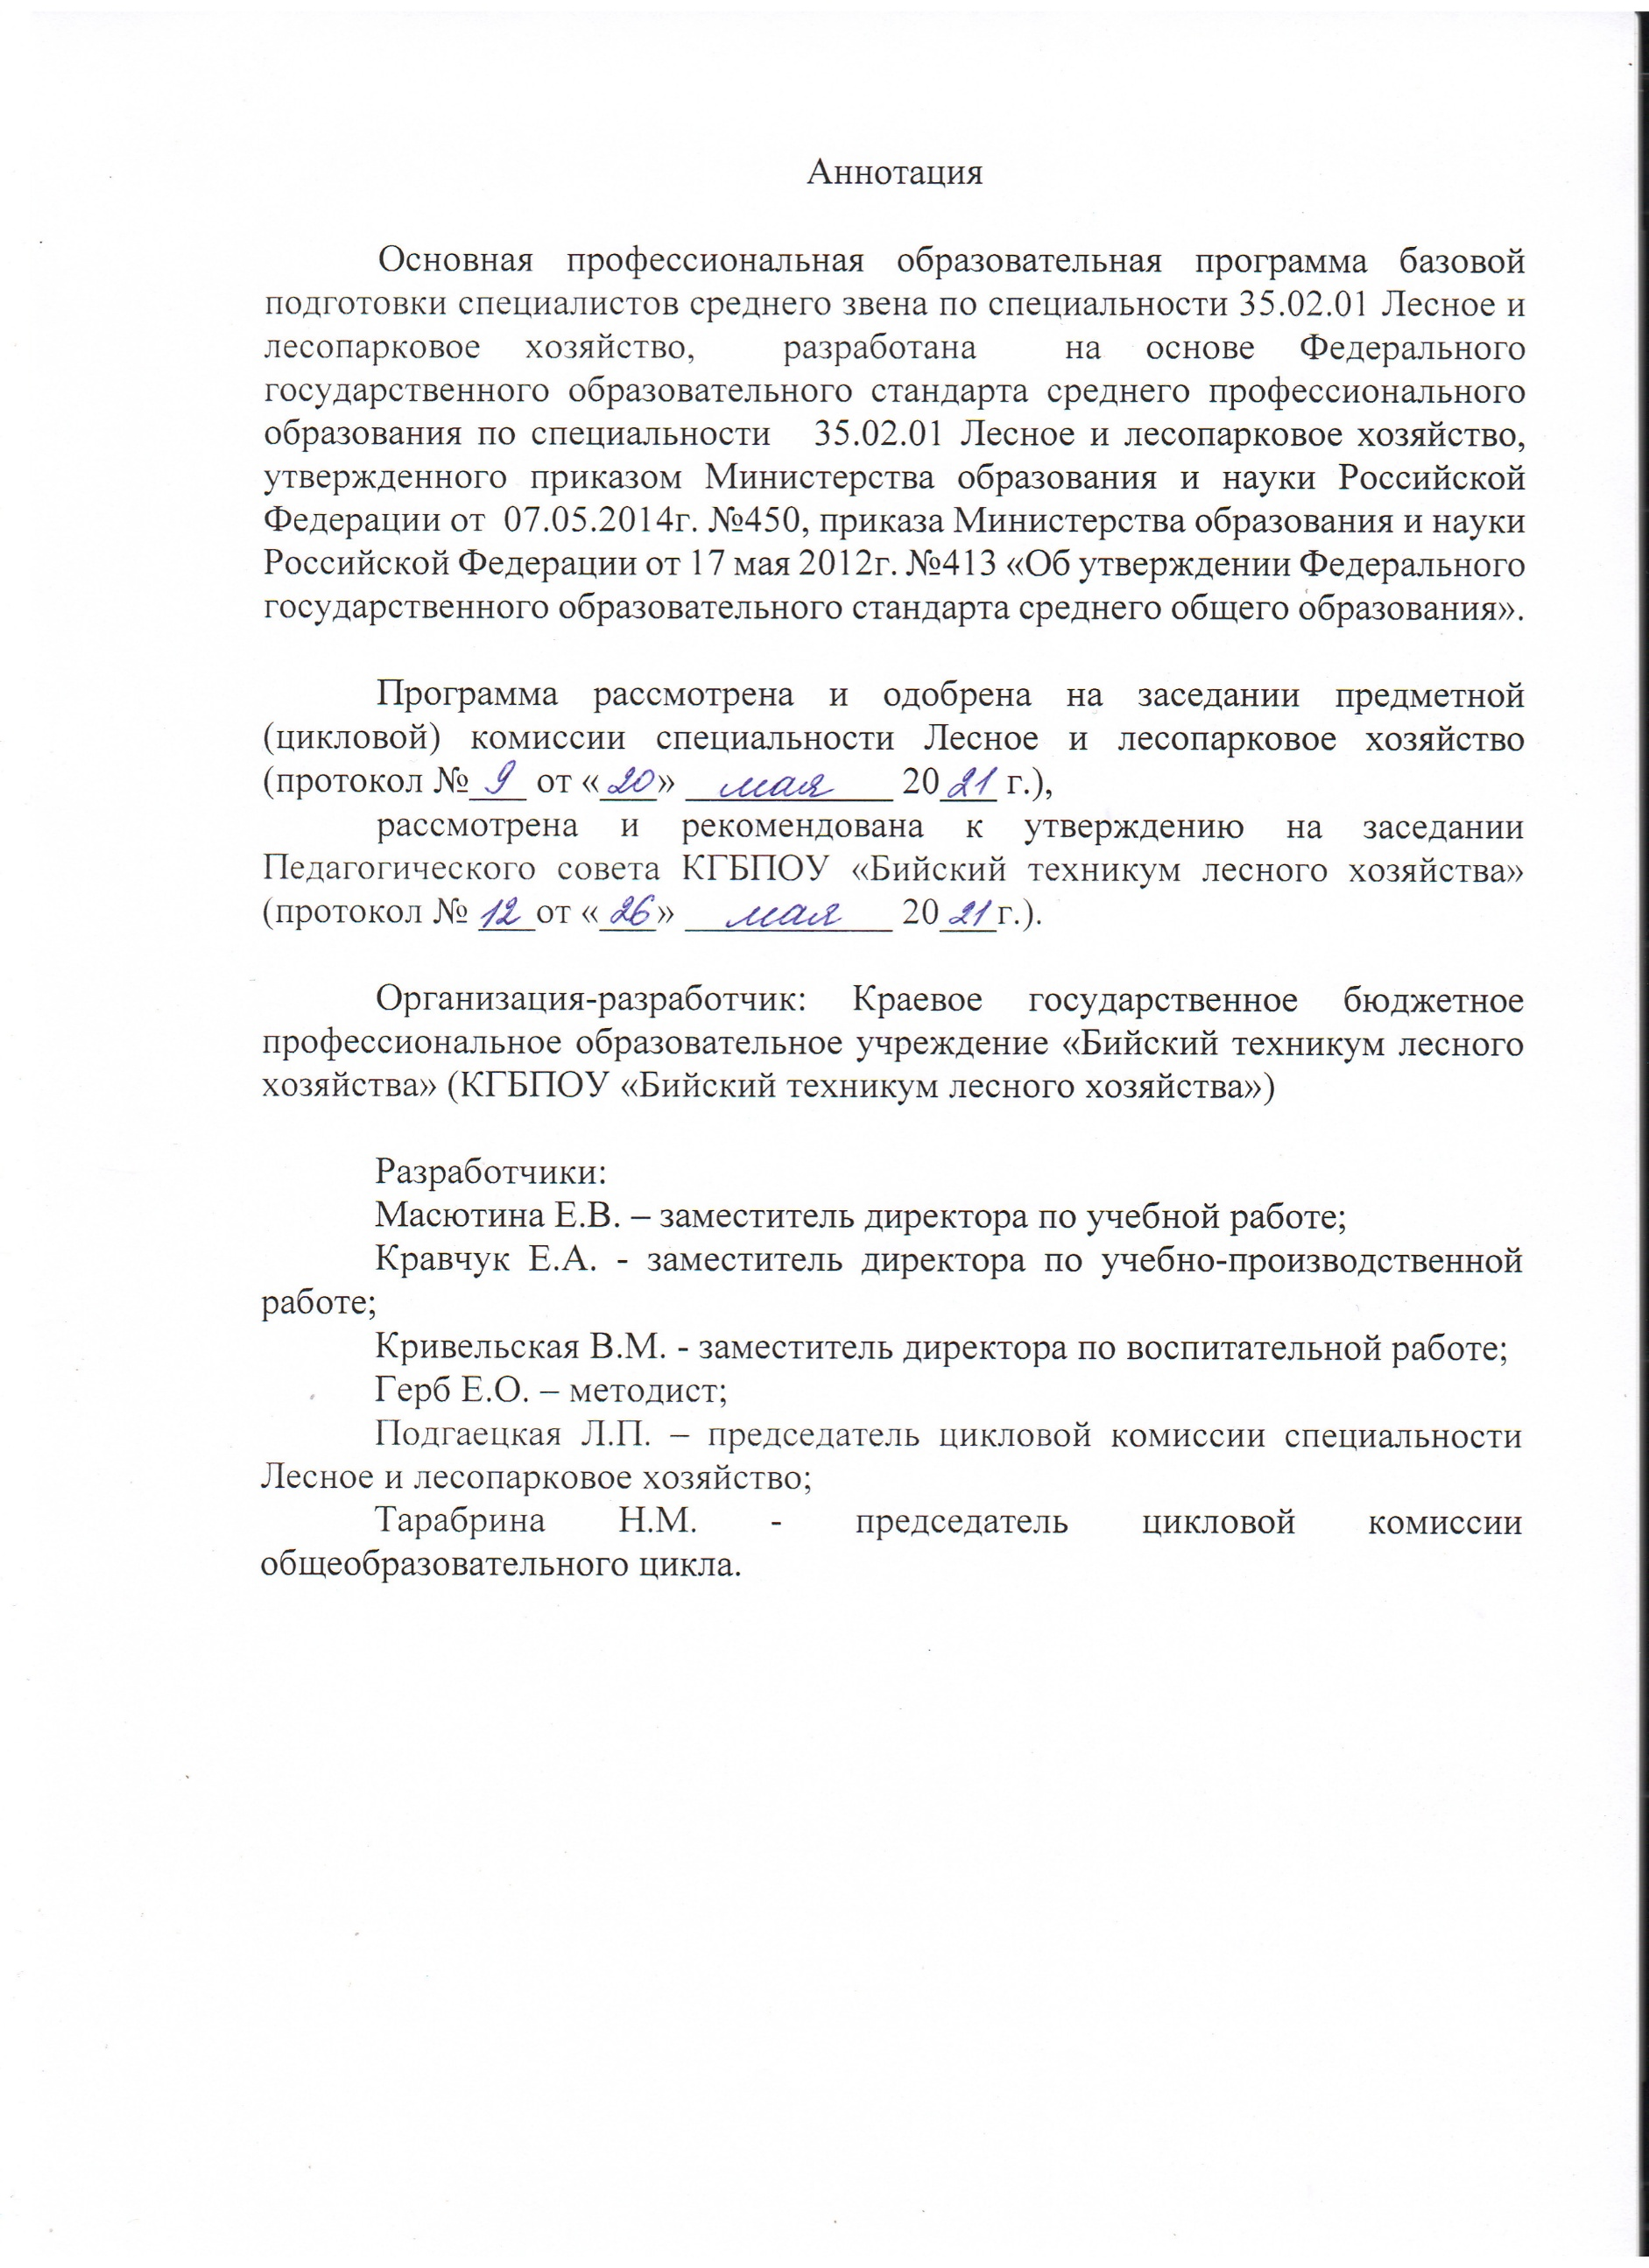 Аннотация
Основная профессиональная образовательная программа базовой
подготовки специалистов среднего звена по специальности 35.02.01 Лесное и
лесопарковое хозяйство, разработана на основе Федерального
государственного образовательного стандарта среднего профессионального
образования по специальности 35.02.01 Лесное и лесопарковое хозяйство,
утвержденного приказом Министерства образования и науки Российской
Федерации от 07.05.2014г. №450, приказа Министерства образования и науки
Российской Федерации от 17 мая 2012г. №413 «Об утверждении Федерального
государственного образовательного стандарта среднего общего образования».
Программа рассмотрена и одобрена на заседании предметной
(цикловой) комиссии специальности Лесное и лесопарковое хозяйство
(протокол № 9 от «20» мая 2021 г.),
рассмотрена и рекомендована к утверждению на заседании
Педагогического совета КГБПОУ «Бийский техникум лесного хозяйства»
(протокол № 12 от «26» мая 2021г.).
Организация-разработчик: Краевое государственное бюджетное
профессиональное образовательное учреждение «Бийский техникум лесного
хозяйства» (КГБПОУ «Бийский техникум лесного хозяйства»)
Разработчики:
Масютина Е.В. – заместитель директора по учебной работе;
Кравчук Е.А. - заместитель директора по учебно-производственной
работе;
Кривельская В.М. - заместитель директора по воспитательной работе;
Герб Е.О. – методист;
Подгаецкая Л.П. – председатель цикловой комиссии специальности
Лесное и лесопарковое хозяйство;
Тарабрина Н.М. - председатель цикловой комиссии
общеобразовательного цикла.